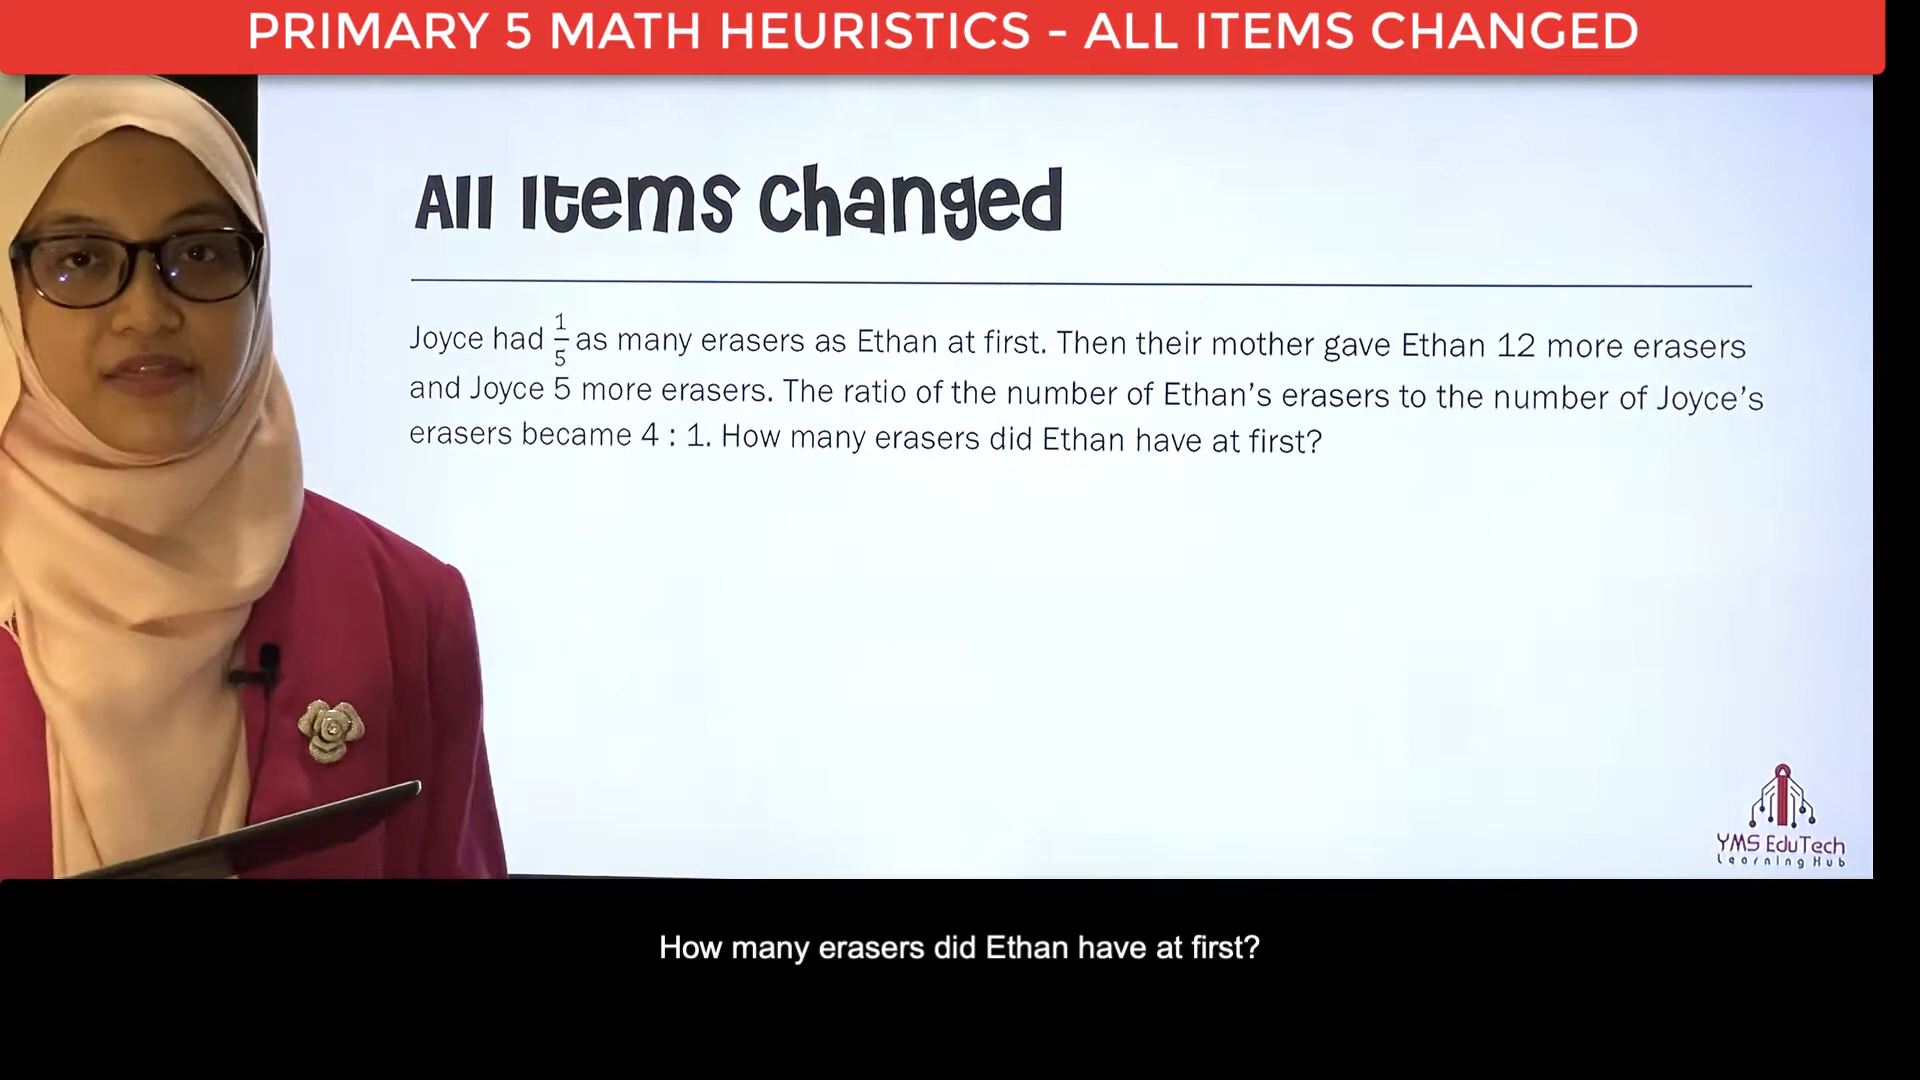 PRIMARY 5 MATH HEURISTICS - ALL ITEMS CHANGED
All Items Changed
Joyce had 1/5 as many erasers as Ethan at first. Then their mother gave Ethan 12 more erasers
and Joyce 5 more erasers. The ratio of the number of Ethan's erasers to the number of Joyce's
erasers became 4 : 1. How many erasers did Ethan have at first?
YMS EduTech
Learning Hub
How many erasers did Ethan have at first?